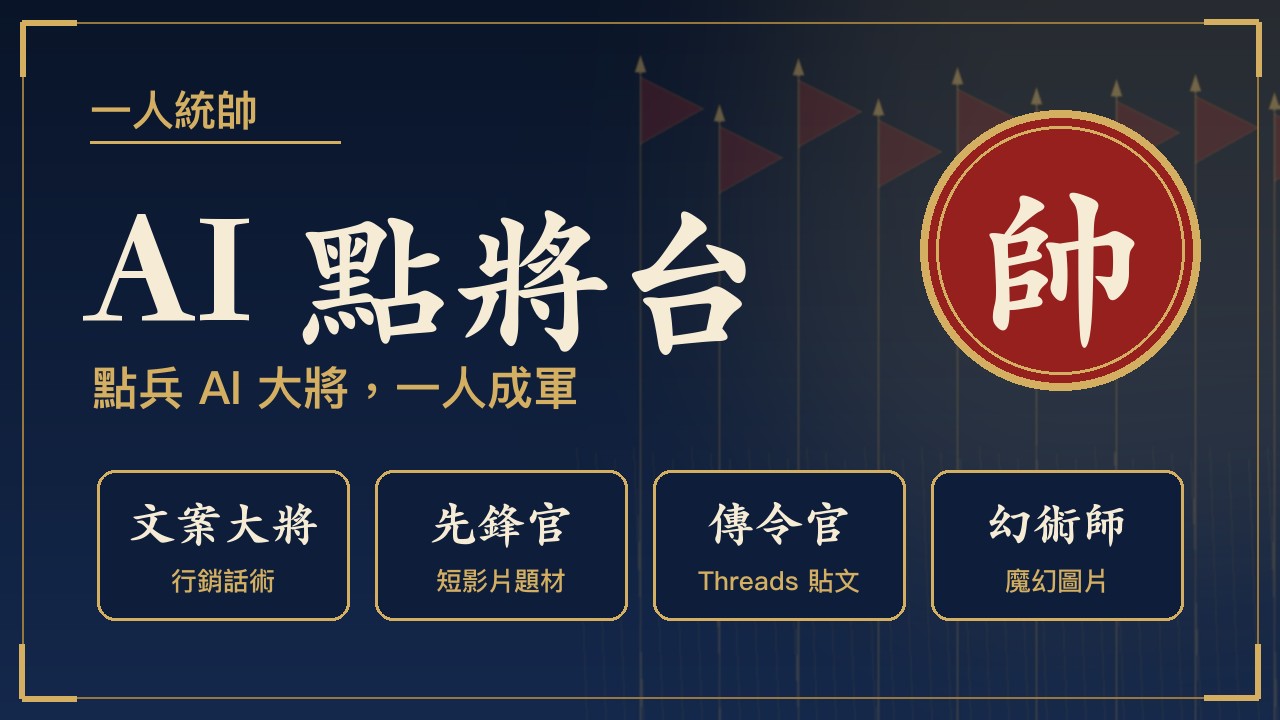 一人統帥
AI 點將台
帥
點兵 AI 大將，一人成軍
文案大將
行銷話術
先鋒官
短影片題材
傳令官
Threads 貼文
幻術師
魔幻圖片